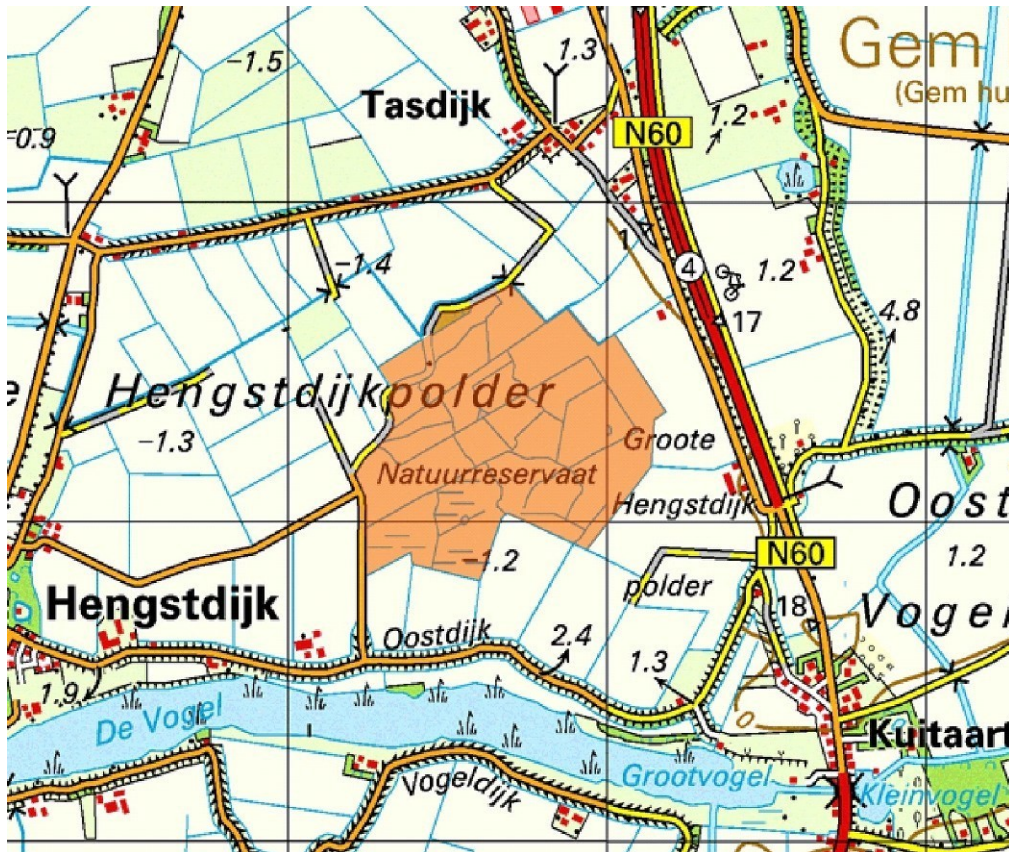 Gem
(Gem hu
-1.5
1.3
Tasdijk
N60
1.2
-0.9
1
-1.4
4
1.2
17
4.8
Hengstdijkpolder
e
-1.3
Groote
Natuurreservaat
Hengstdijk
Oost
-1.2
N60
1.2
polder
Hengstdijk
18
Vogel
Oostdijk
2.4
1.3
1.9
De Vogel
0
Kuitaart
Grootvogel
Vogeldijk
Kleinvogel